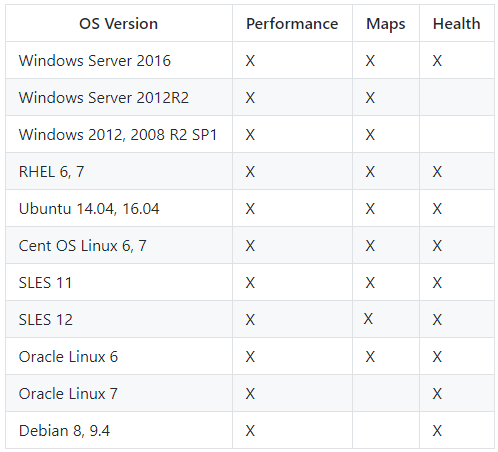 OS Version Performance Maps Health
Windows Server 2016 X X X
Windows Server 2012R2 X X
Windows 2012, 2008 R2 SP1 X X
RHEL 6, 7 X X X
Ubuntu 14.04, 16.04 X X X
Cent OS Linux 6, 7 X X X
SLES 11 X X X
SLES 12 X X X
Oracle Linux 6 X X X
Oracle Linux 7 X X
Debian 8, 9.4 X X